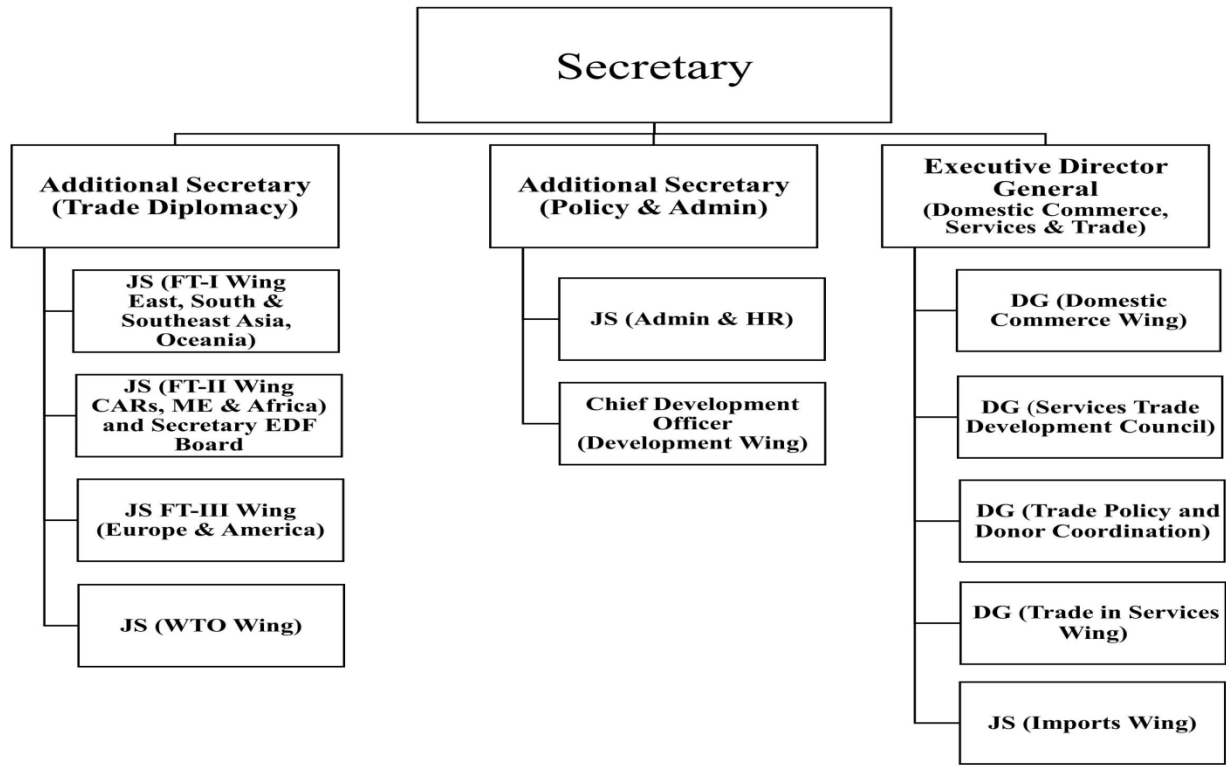 Secretary
Additional Secretary
(Trade Diplomacy)
JS (FT-I Wing
East, South &
Southeast Asia,
Oceania)
JS (FT-II Wing
CARs, ME & Africa)
and Secretary EDF
Board
JS FT-III Wing
(Europe & America)
JS (WTO Wing)
Additional Secretary
(Policy & Admin)
JS (Admin & HR)
Chief Development
Officer
(Development Wing)
Executive Director
General
(Domestic Commerce,
Services & Trade)
DG (Domestic
Commerce Wing)
DG (Services Trade
Development Council)
DG (Trade Policy and
Donor Coordination)
DG (Trade in Services
Wing)
JS (Imports Wing)